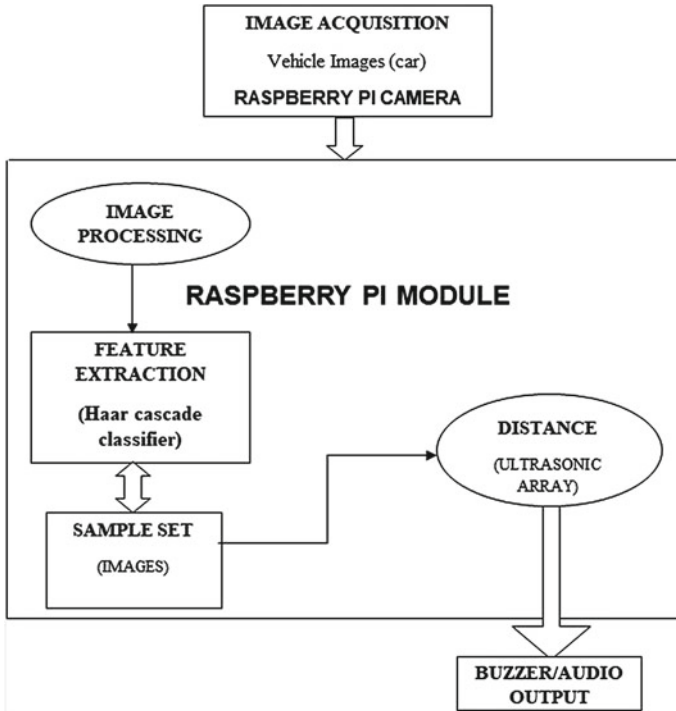 IMAGE ACQUISITION
Vehicle Images (car)
RASPBERRY PI CAMERA
IMAGE
PROCESSING
RASPBERRY PI MODULE
FEATURE
EXTRACTION
(Haar cascade
classifier)
DISTANCE
(ULTRASONIC
ARRAY)
SAMPLE SET
(IMAGES)
BUZZER/AUDIO
OUTPUT